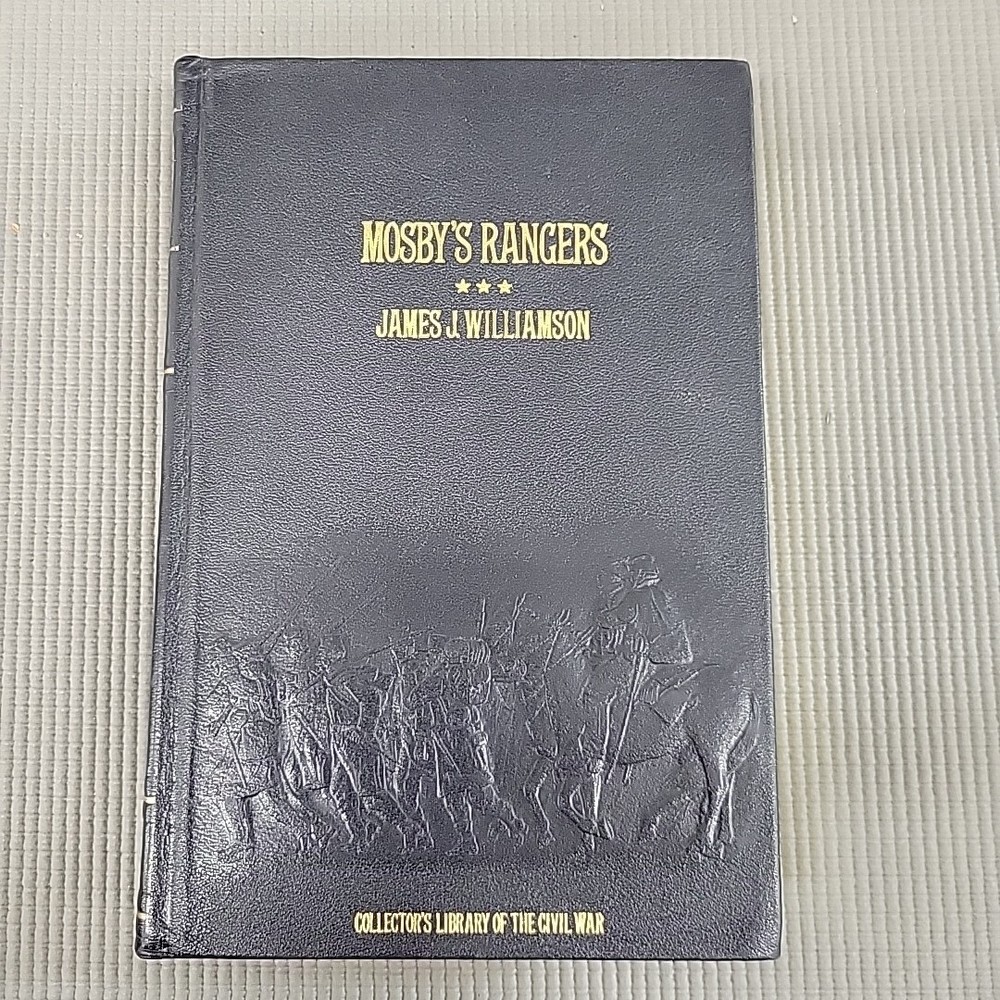 MOSBY'S RANGERS
★★★
JAMES J. WILLIAMSON
COLLECTOR'S LIBRARY OF THE CIVIL WAR